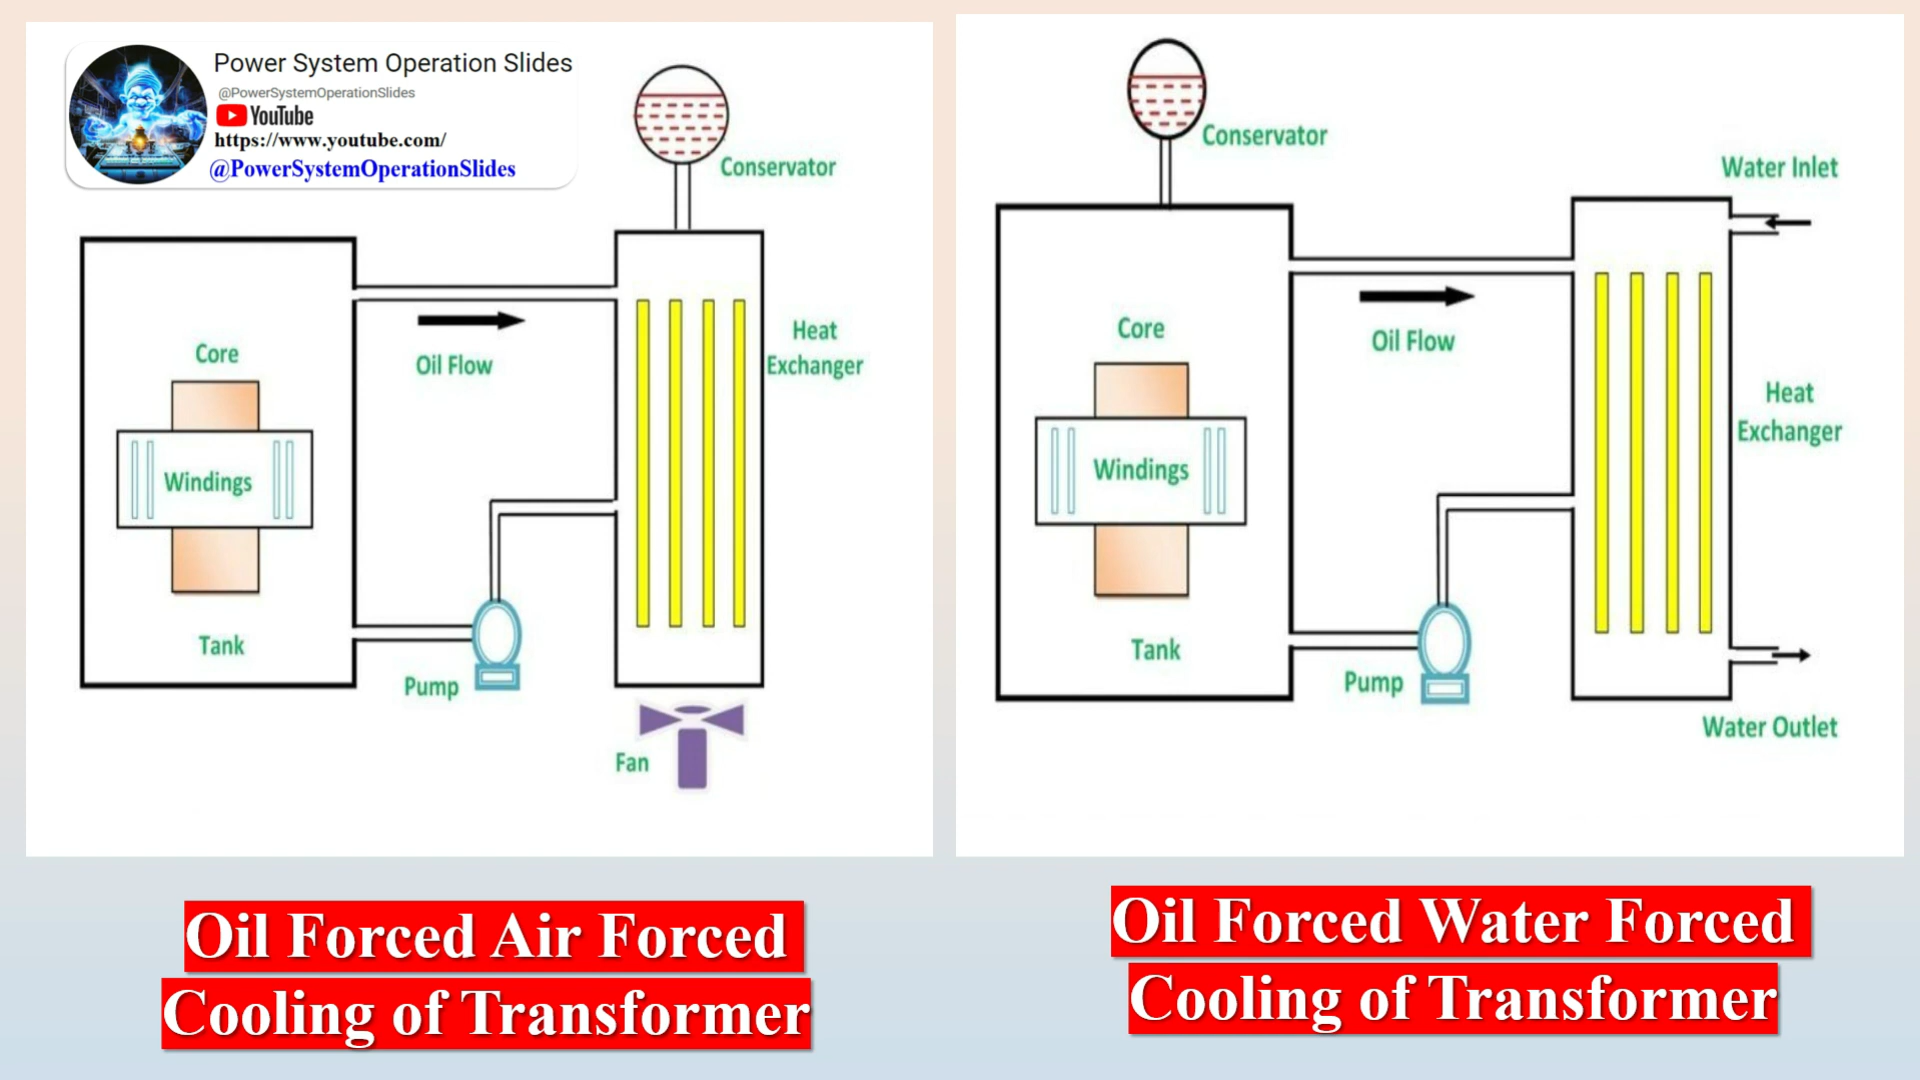 Power System Operation Slides
@PowerSystemOperationSlides
YouTube
https://www.youtube.com/
@PowerSystemOperationSlides
Conservator
Core
Windings
Tank
Oil Flow
Heat
Exchanger
Pump
Fan
Oil Forced Air Forced
Cooling of Transformer
Conservator
Water Inlet
Core
Windings
Tank
Oil Flow
Heat
Exchanger
Pump
Water Outlet
Oil Forced Water Forced
Cooling of Transformer